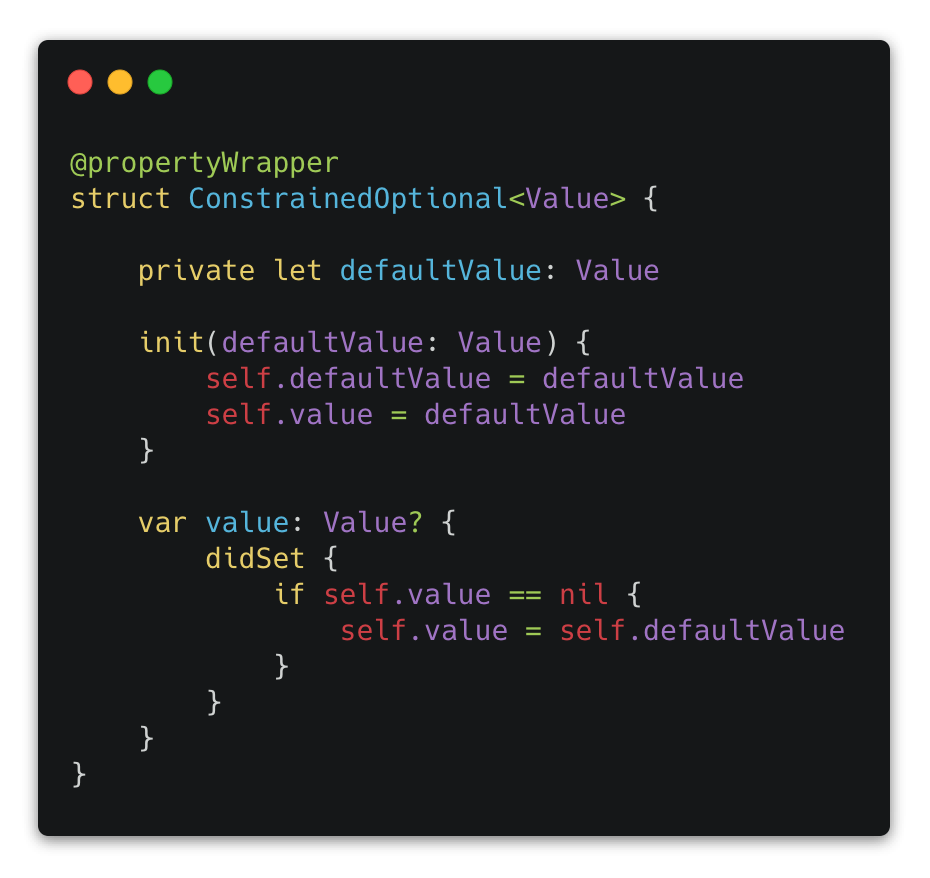 @propertyWrapper
struct ConstrainedOptional<Value> {
    private let defaultValue: Value
    init(defaultValue: Value) {
        self.defaultValue = defaultValue
        self.value = defaultValue
    }
    var value: Value? {
        didSet {
            if self.value == nil {
                self.value = self.defaultValue
            }
        }
    }
}